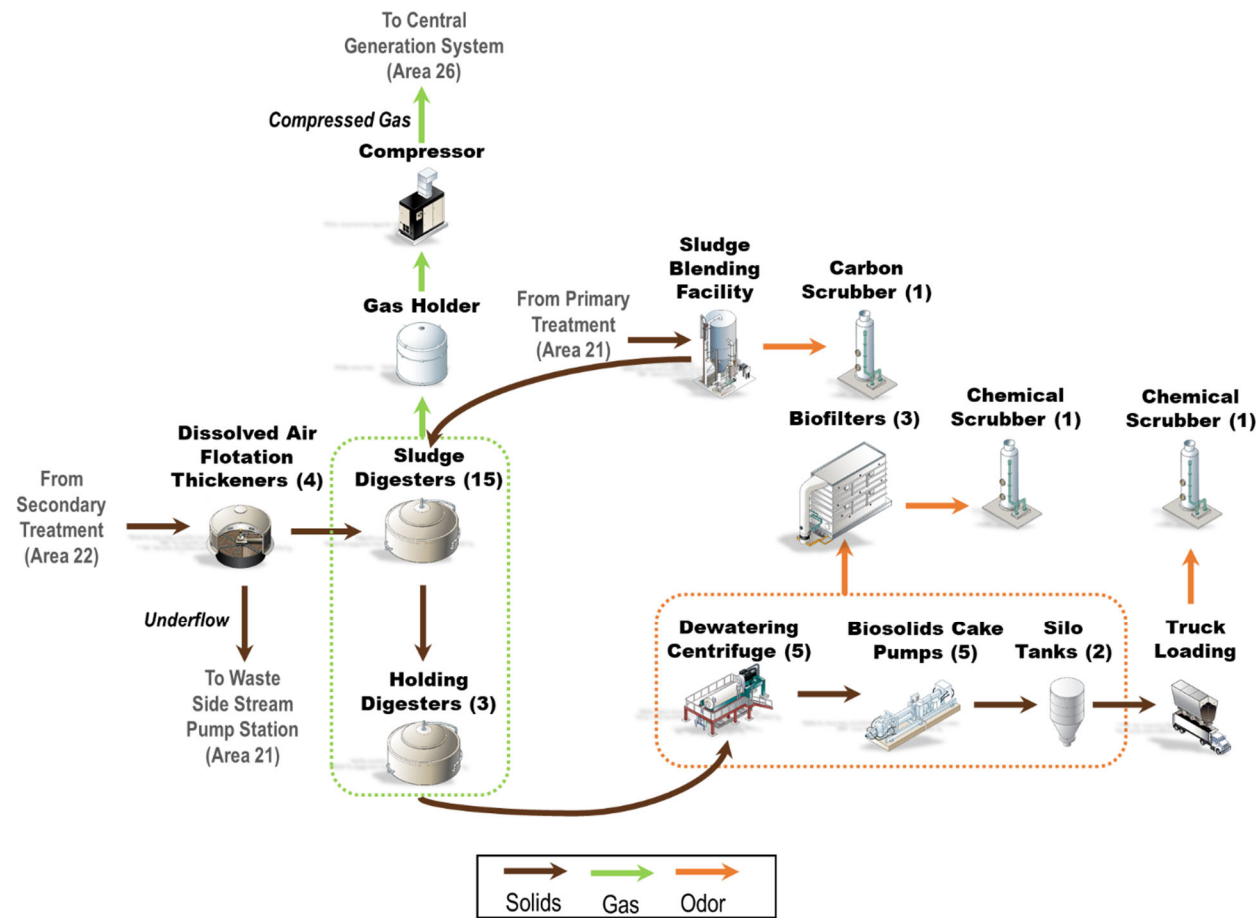 To Central
Generation System
(Area 26)
Compressed Gas
Compressor
Gas Holder
Sludge
Blending
Facility
Carbon
Scrubber (1)
From Primary
Treatment
(Area 21)
Biofilters (3)
Chemical
Scrubber (1)
Chemical
Scrubber (1)
Dissolved Air
Flotation
Thickeners (4)
Sludge
Digesters (15)
From
Secondary
Treatment
(Area 22)
Underflow
To Waste
Side Stream
Pump Station
(Area 21)
Holding
Digesters (3)
Dewatering
Centrifuge (5)
Biosolids Cake
Pumps (5)
Silo
Tanks (2)
Truck
Loading
Solids
Gas
Odor